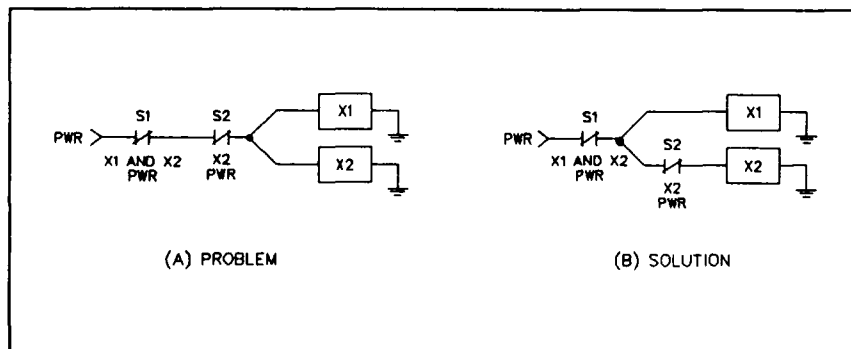 S1
S2
X1
PWR
X1 AND X2
PWR
X2
PWR
X2
(A) PROBLEM
S1
X1
PWR
S2
X1 AND X2
PWR
X2
X2
PWR
(B) SOLUTION